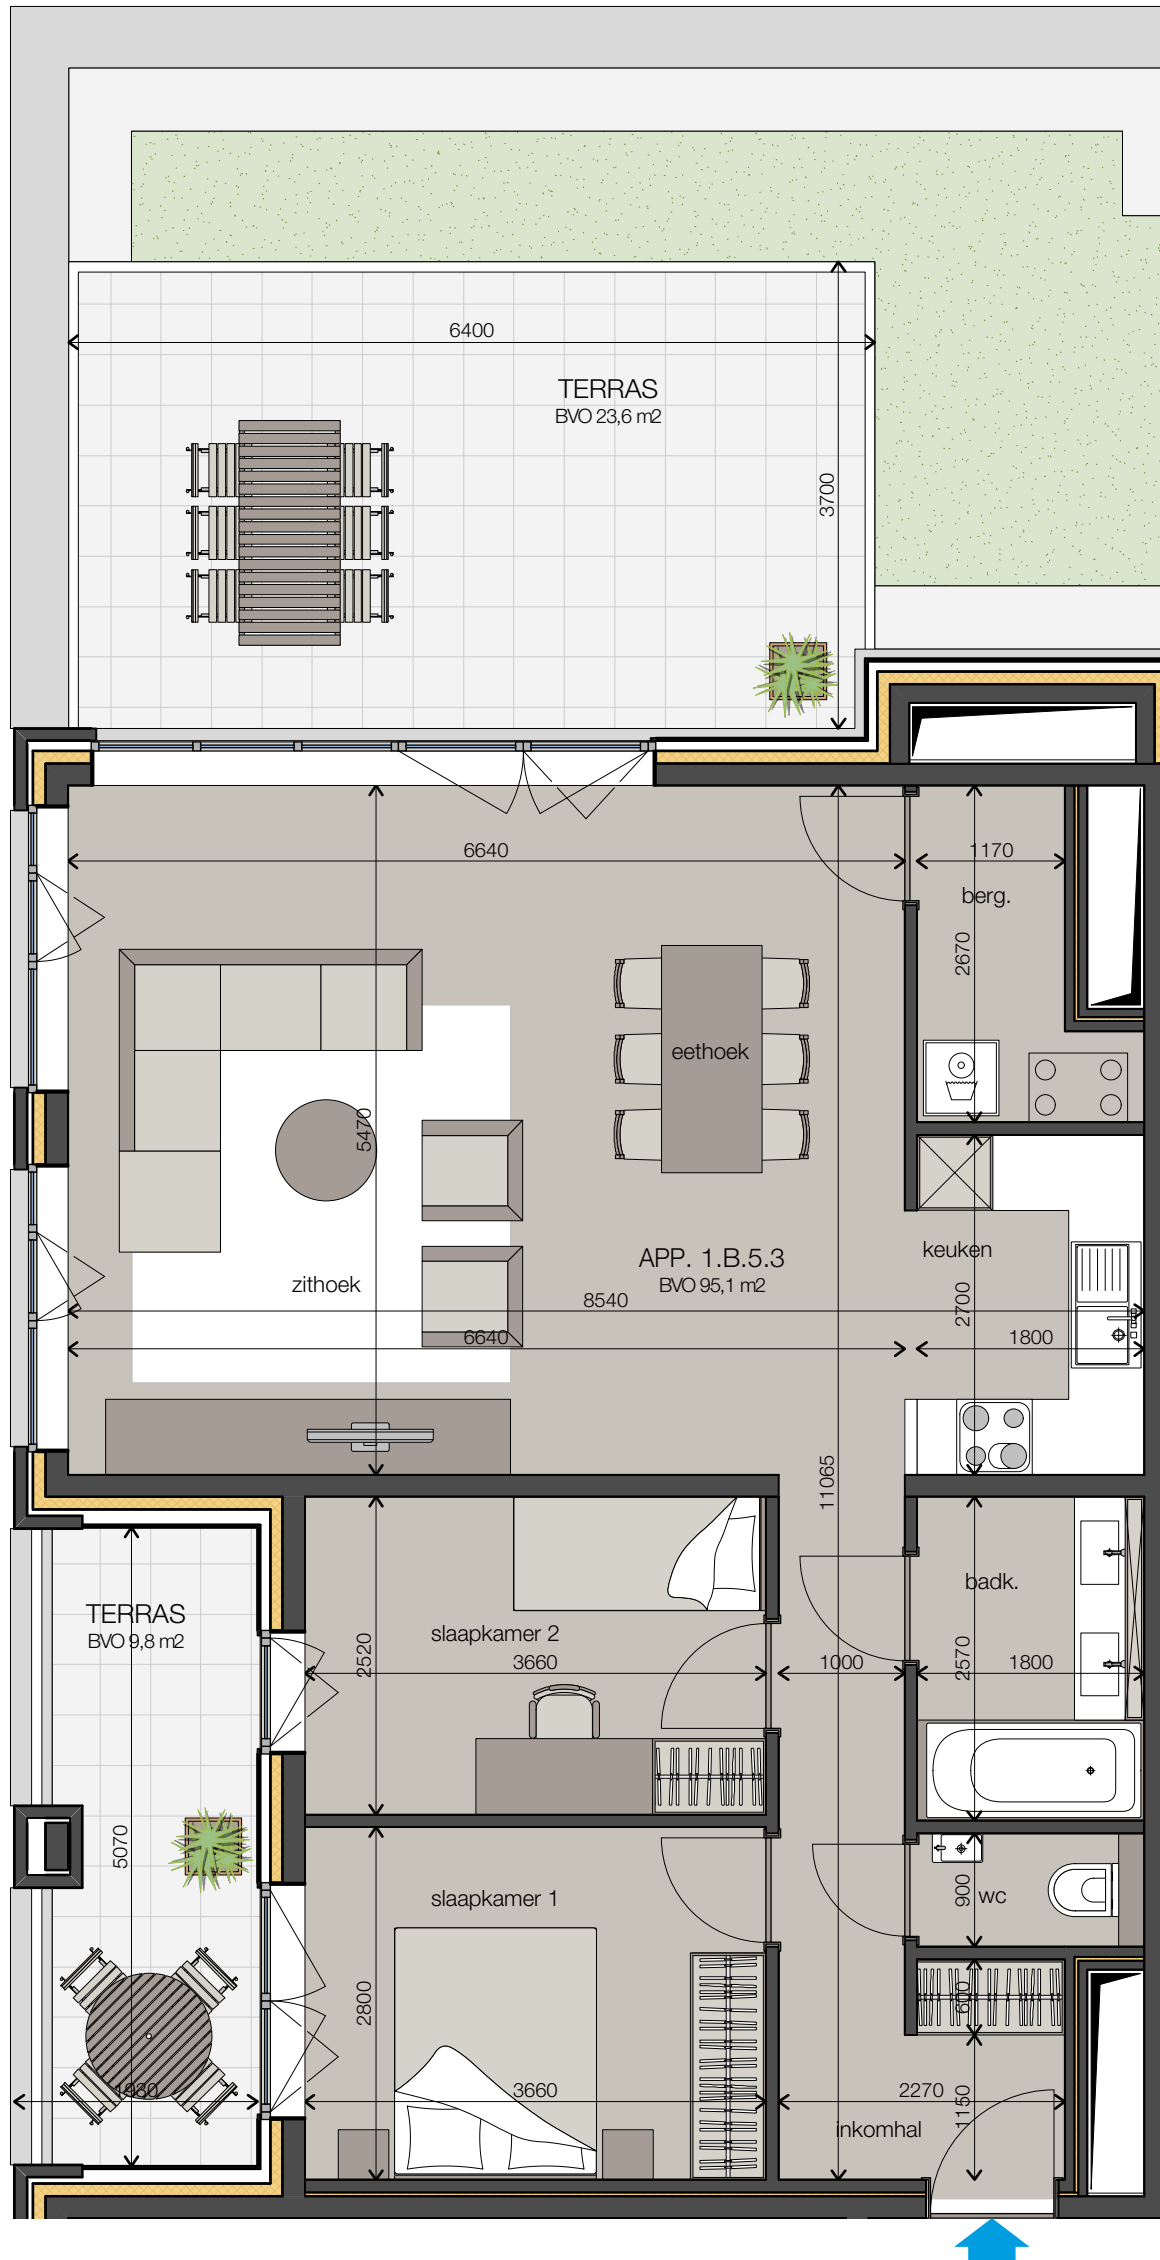 6400
TERRAS
BVO 23,6 m2
3700
6640
1170
berg.
2670
eethoek
5470
keuken
APP. 1.B.5.3
BVO 95,1 m2
zithoek
8540
2700
6640
1800
11065
badk.
TERRAS
BVO 9,8 m2
slaapkamer 2
2520
3660
1000
2570
1800
5070
slaapkamer 1
900
wc
2800
600
1980
3660
2270
1150
inkomhal